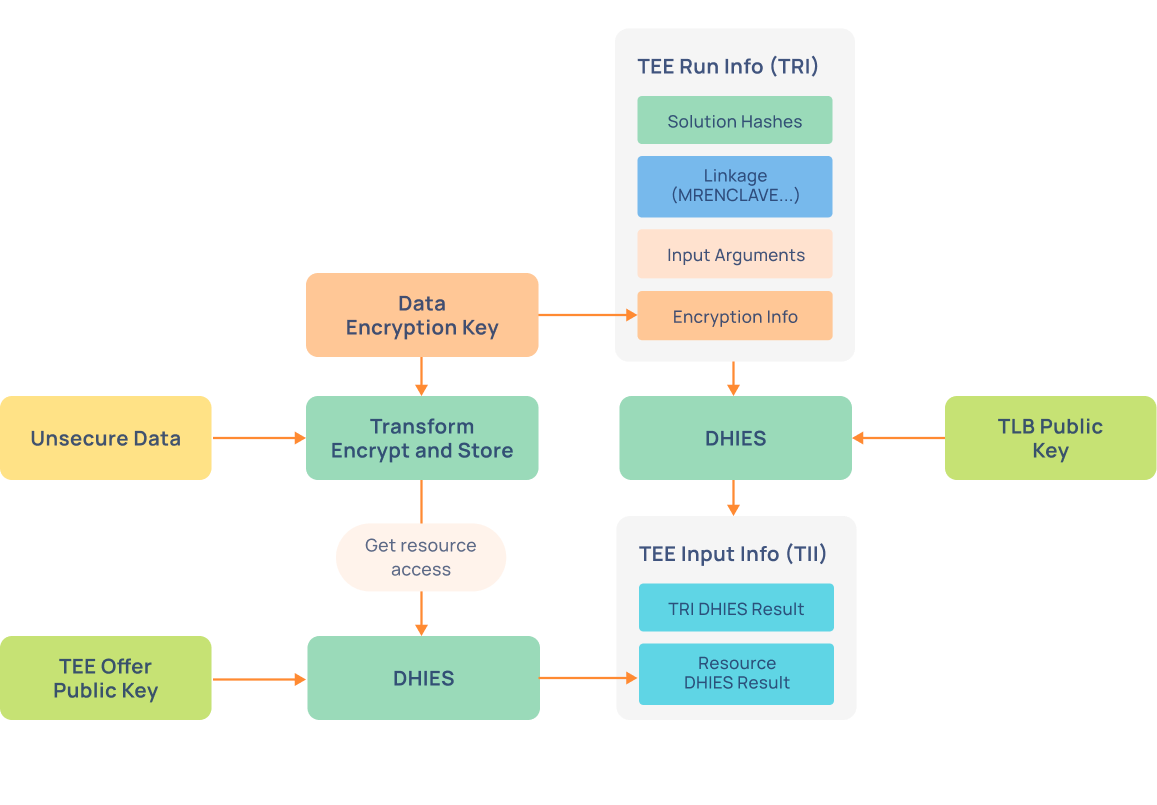 TEE Run Info (TRI)
Solution Hashes
Linkage
(MRENCLAVE...)
Input Arguments
Encryption Info
Data
Encryption Key
Unsecure Data
Transform
Encrypt and Store
DHIES
TLB Public
Key
Get resource
access
TEE Input Info (TII)
TRI DHIES Result
Resource
DHIES Result
TEE Offer
Public Key
DHIES